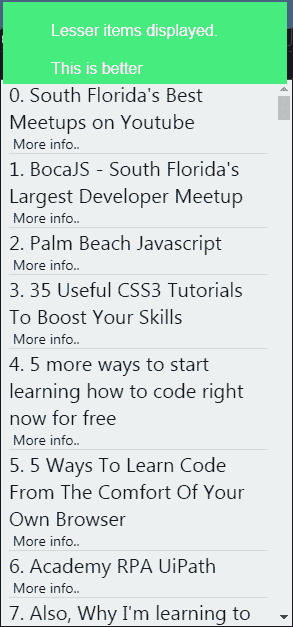 Lesser items displayed.
This is better
0. South Florida's Best
Meetups on Youtube
More info..
1. BocaJS - South Florida's
Largest Developer Meetup
More info..
2. Palm Beach Javascript
More info..
3. 35 Useful CSS3 Tutorials
To Boost Your Skills
More info..
4. 5 more ways to start
learning how to code right
now for free
More info..
5. 5 Ways To Learn Code
From The Comfort Of Your
Own Browser
More info..
6. Academy RPA UiPath
More info..
7. Also, Why I'm learning to